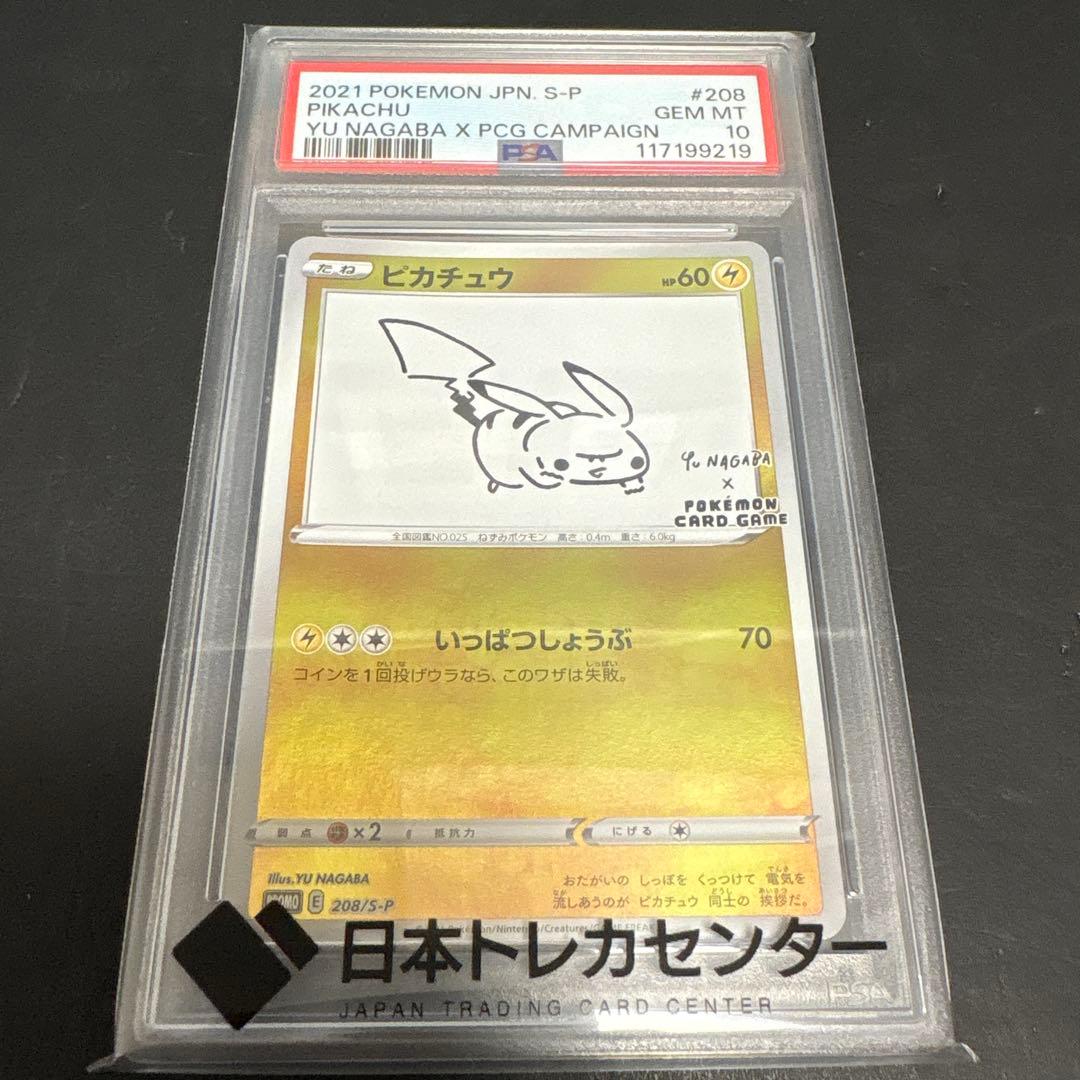 2021 POKEMON JPN. S-P #208
PIKACHU GEM MT
YU NAGABA X PCG CAMPAIGN 10
PSA 117199219
たね ピカチュウ HP60
YU NAGABA
×
POKÉMON
CARD GAME
全国図鑑NO.025 ねずみポケモン 高さ:0.4m 重さ:6.0kg
いっぱつしょうぶ 70
コインを1回投げウラなら、このワザは失敗。
弱点 ×2 抵抗力 にげる
Illus.YU NAGABA
おたがいの しっぽを くっつけて 電気を
流しあうのが ピカチュウ 同士の 挨拶だ。
PROMO E 208/S-P
Pokémon/Nintendo/Creatures/GAME FREAK
日本トレカセンター
JAPAN TRADING CARD CENTER
PSA